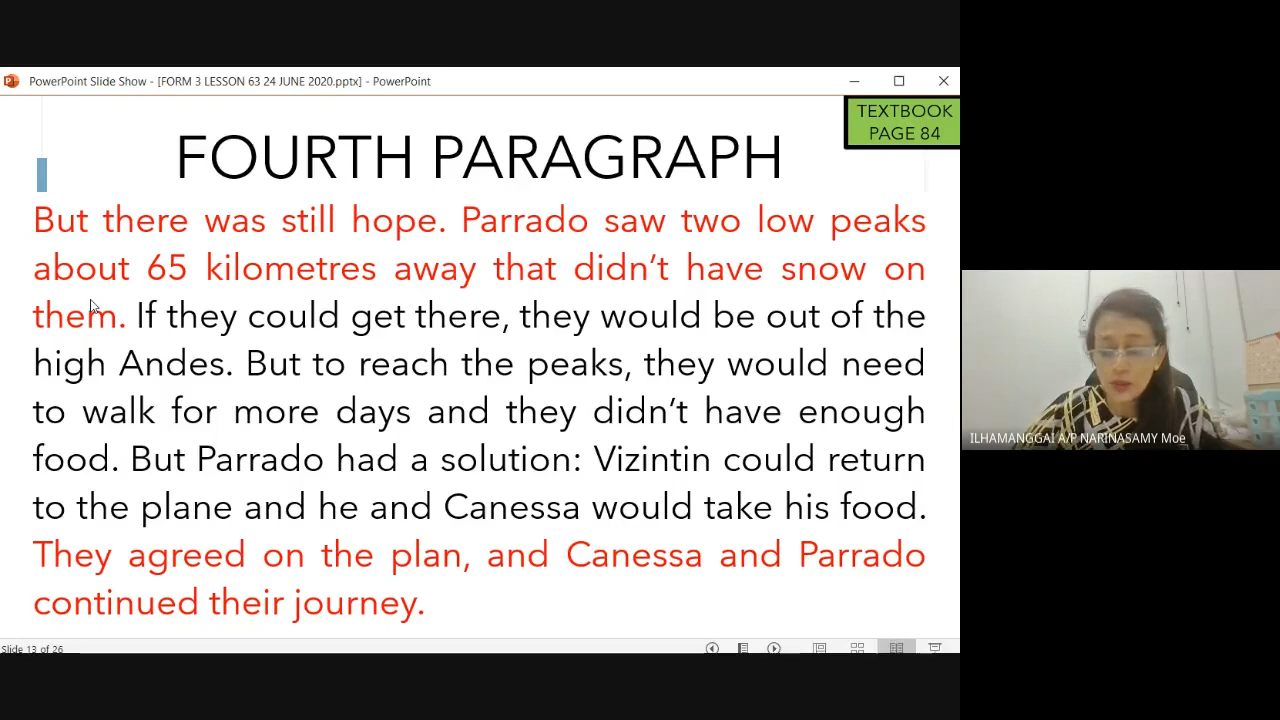 PowerPoint Slide Show - [FORM 3 LESSON 63 24 JUNE 2020.pptx] - PowerPoint
TEXTBOOK
PAGE 84
FOURTH PARAGRAPH
But there was still hope. Parrado saw two low peaks
about 65 kilometres away that didn't have snow on
them. If they could get there, they would be out of the
high Andes. But to reach the peaks, they would need
to walk for more days and they didn't have enough
food. But Parrado had a solution: Vizintin could return
to the plane and he and Canessa would take his food.
They agreed on the plan, and Canessa and Parrado
continued their journey.
ILHAMANGGAI A/P NARINASAMY Moe
Slide 13 of 26